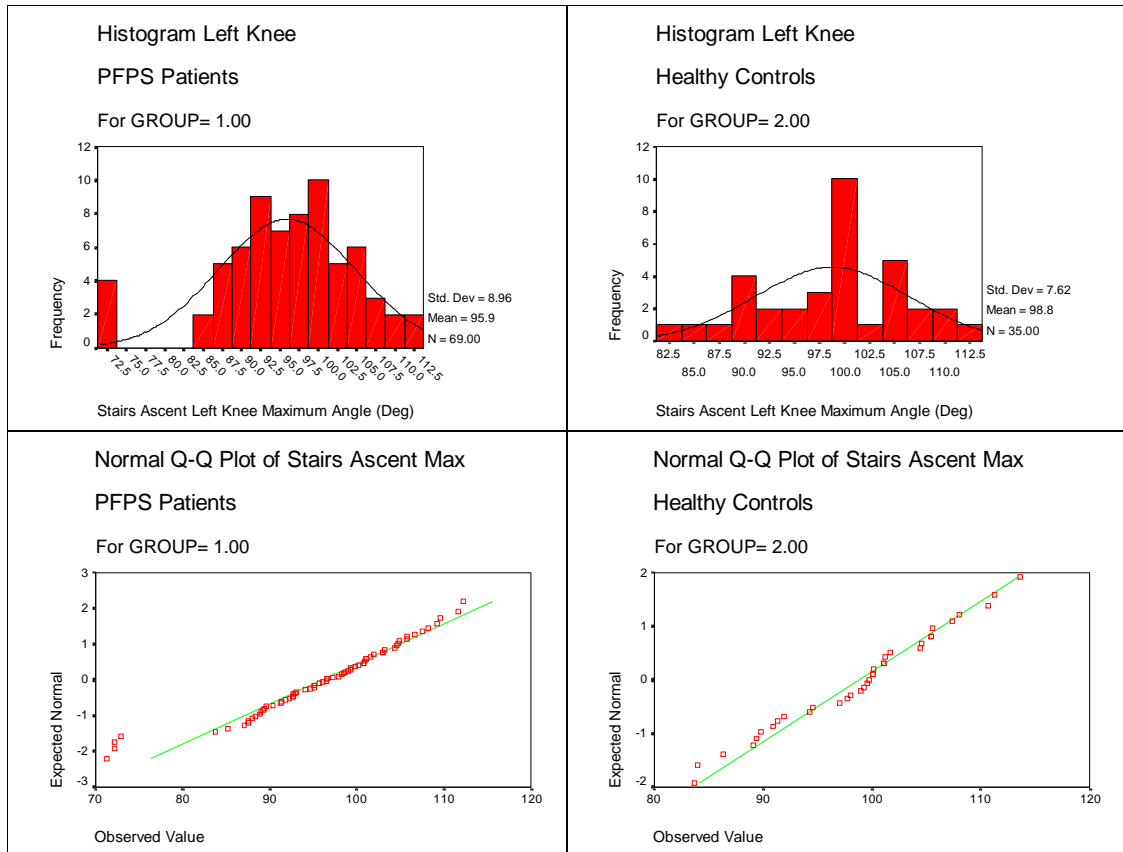 Histogram Left Knee
PFPS Patients
For GROUP= 1.00
12
10
8
6
4
2
0
Frequency
Std. Dev = 8.96
Mean = 95.9
N = 69.00
72.5 75.0 77.5 80.0 82.5 85.0 87.5 90.0 92.5 95.0 97.5 100.0 102.5 105.0 107.5 110.0 112.5
Stairs Ascent Left Knee Maximum Angle (Deg)
Histogram Left Knee
Healthy Controls
For GROUP= 2.00
12
10
8
6
4
2
0
Frequency
Std. Dev = 7.62
Mean = 98.8
N = 35.00
82.5 87.5 92.5 97.5 102.5 107.5 112.5
85.0 90.0 95.0 100.0 105.0 110.0
Stairs Ascent Left Knee Maximum Angle (Deg)
Normal Q-Q Plot of Stairs Ascent Max
PFPS Patients
For GROUP= 1.00
3
2
1
0
-1
-2
-3
Expected Normal
70 80 90 100 110 120
Observed Value
Normal Q-Q Plot of Stairs Ascent Max
Healthy Controls
For GROUP= 2.00
2
1
0
-1
-2
Expected Normal
80 90 100 110 120
Observed Value